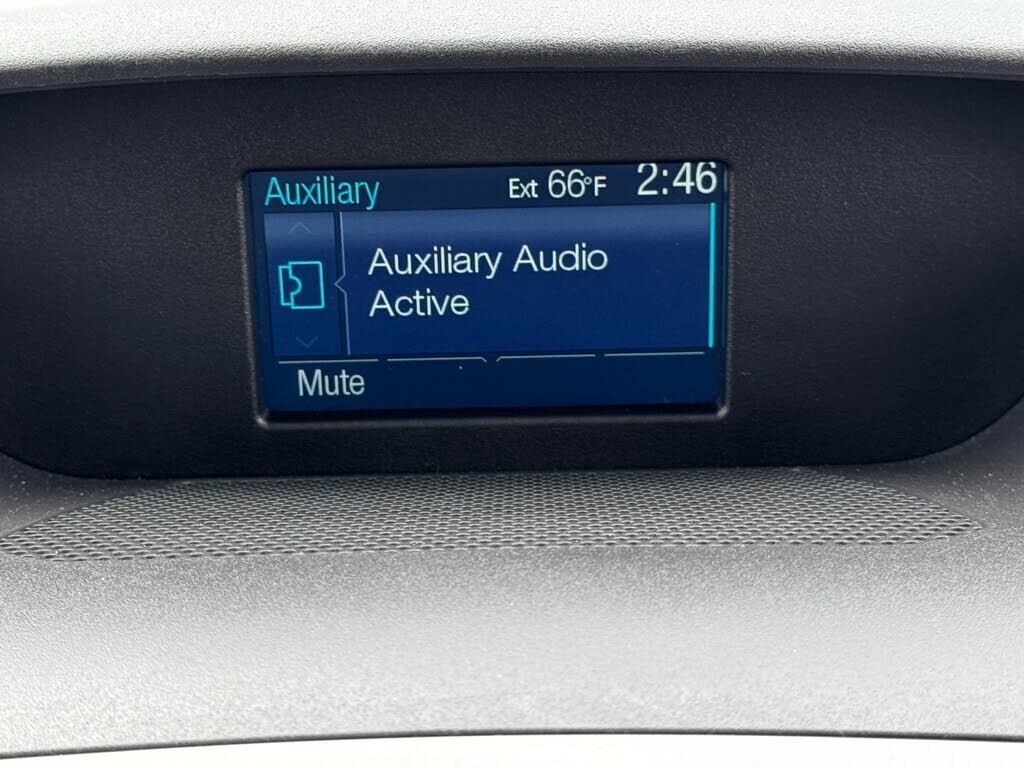 Auxiliary Ext 66°F 2:46
Auxiliary Audio
Active
Mute